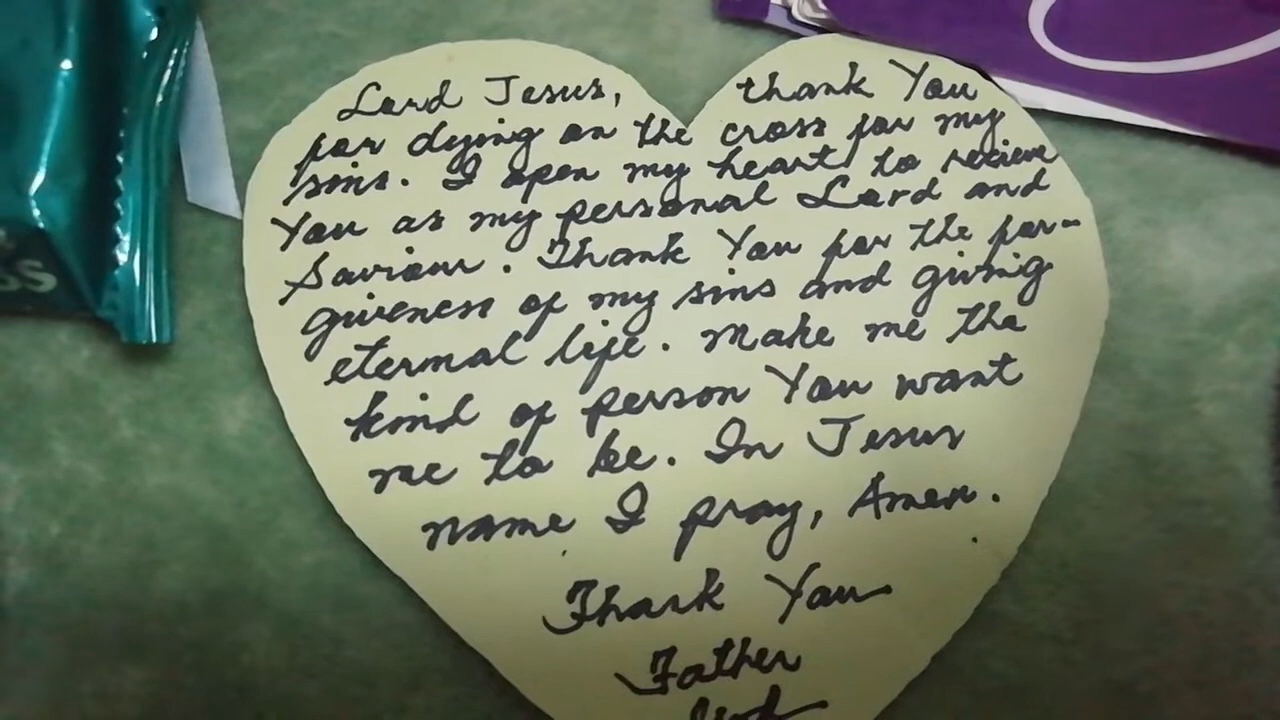 Lord Jesus, thank You
for dying on the cross for my
sins. I open my heart to recieve
You as my personal Lord and
Saviour. Thank You for the for-
giveness of my sins and giving
eternal life. Make me the
kind of person You want
me to be. In Jesus
name I pray, Amen.
Thank You
Father
God